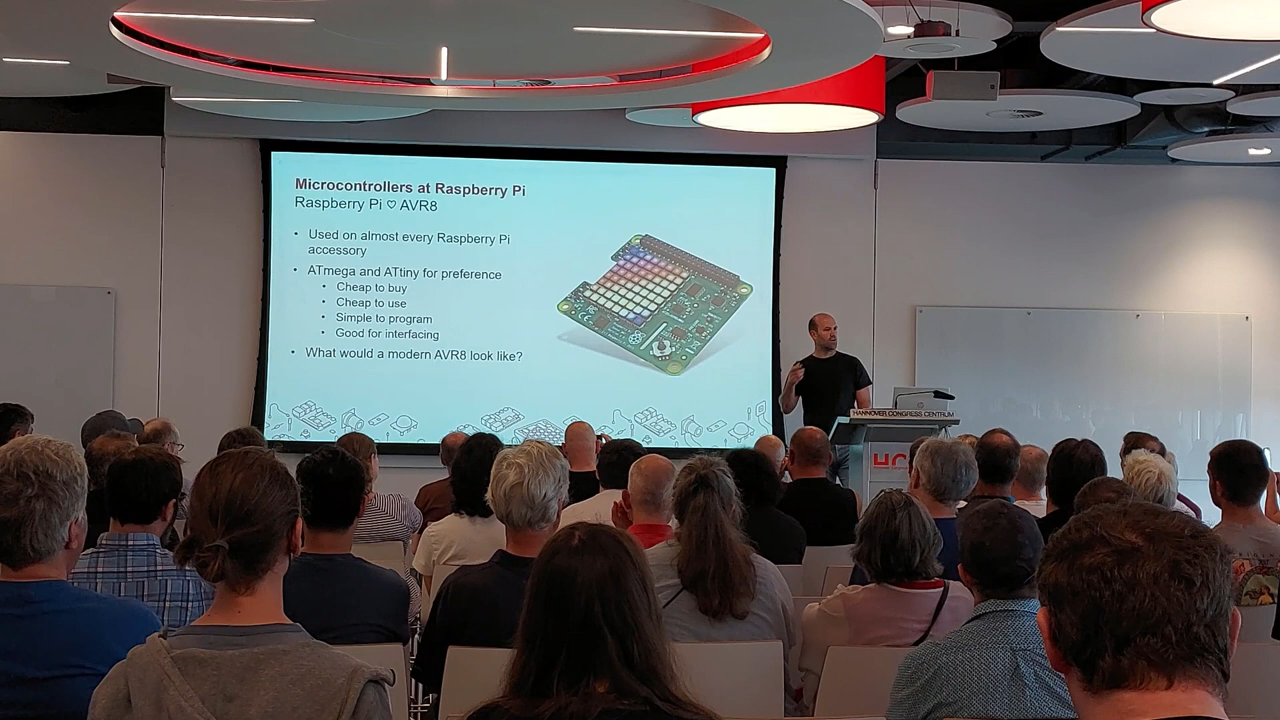 Microcontrollers at Raspberry Pi
Raspberry Pi ♡ AVR8
• Used on almost every Raspberry Pi
accessory
• ATmega and ATtiny for preference
• Cheap to buy
• Cheap to use
• Simple to program
• Good for interfacing
• What would a modern AVR8 look like?
HANNOVER CONGRESS CENTRUM